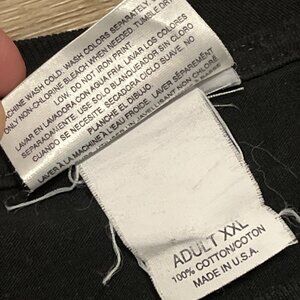 MACHINE WASH COLD. WASH COLORS SEPARATELY.
ONLY NON-CHLORINE BLEACH WHEN NEEDED. TUMBLE DRY
LOW. DO NOT IRON PRINT.
LAVAR EN LAVADORA CON AGUA FRIA. LAVAR LOS COLORES
SEPARADAMENTE. USE SOLO BLANQUEADOR SIN CLORO
CUANDO SE NECESITE. SECADORA CICLO SUAVE. NO
PLANCHE EL DIBUJO.
LAVER À LA MACHINE À L'EAU FROIDE.
ADULT XXL
100% COTTON/COTON
MADE IN U.S.A.